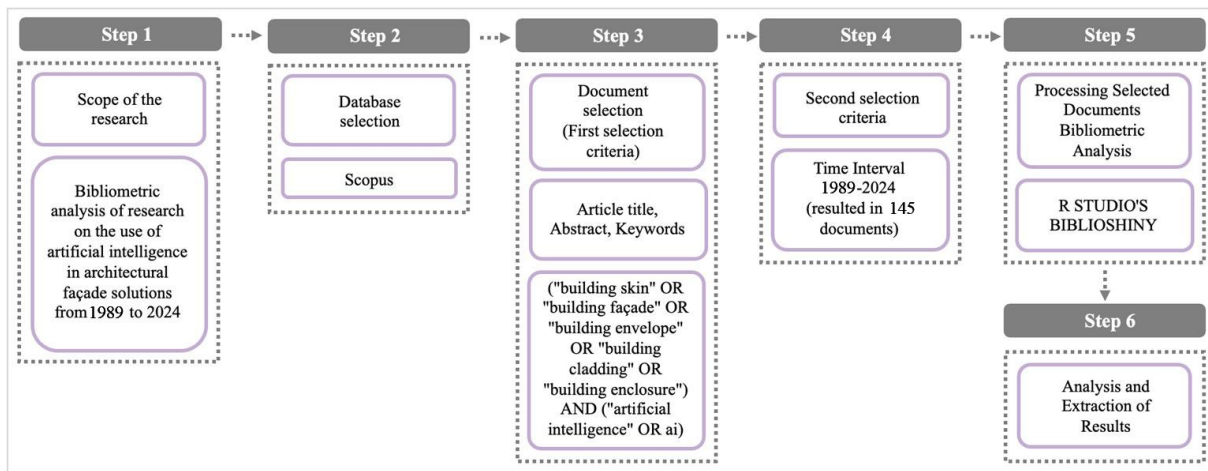 Step 1
Scope of the
research
Bibliometric
analysis of research
on the use of
artificial intelligence
in architectural
façade solutions
from 1989 to 2024
Step 2
Database
selection
Scopus
Step 3
Document
selection
(First selection
criteria)
Article title,
Abstract, Keywords
("building skin" OR
"building façade" OR
"building envelope"
OR "building
cladding" OR
"building enclosure")
AND ("artificial
intelligence" OR ai)
Step 4
Second selection
criteria
Time Interval
1989-2024
(resulted in 145
documents)
Step 5
Processing Selected
Documents
Bibliometric
Analysis
R STUDIO'S
BIBLIOSHINY
Step 6
Analysis and
Extraction of
Results